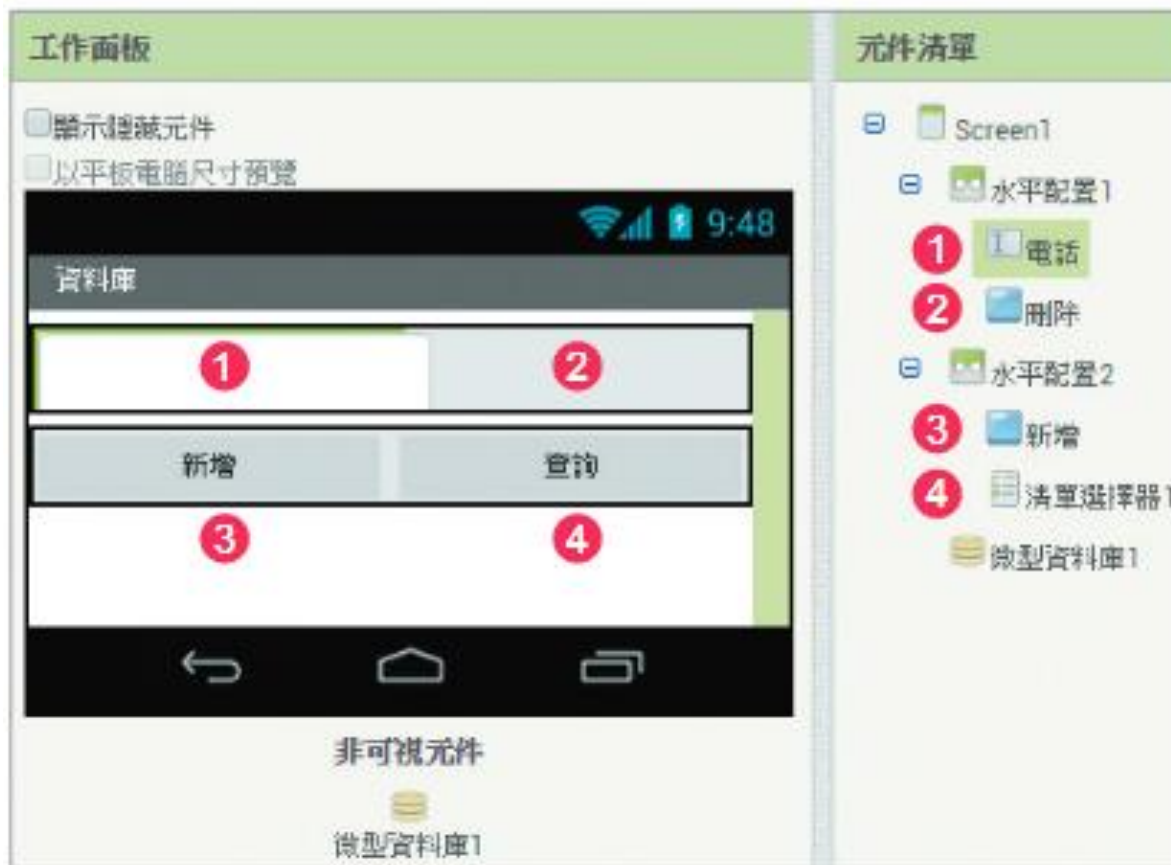 工作面板
顯示隱藏元件
以平板電腦尺寸預覽
9:48
資料庫
1
2
新增
查詢
3
4
非可視元件
微型資料庫1
元件清單
Screen1
水平配置1
1 電話
2 刪除
水平配置2
3 新增
4 清單選擇器1
微型資料庫1